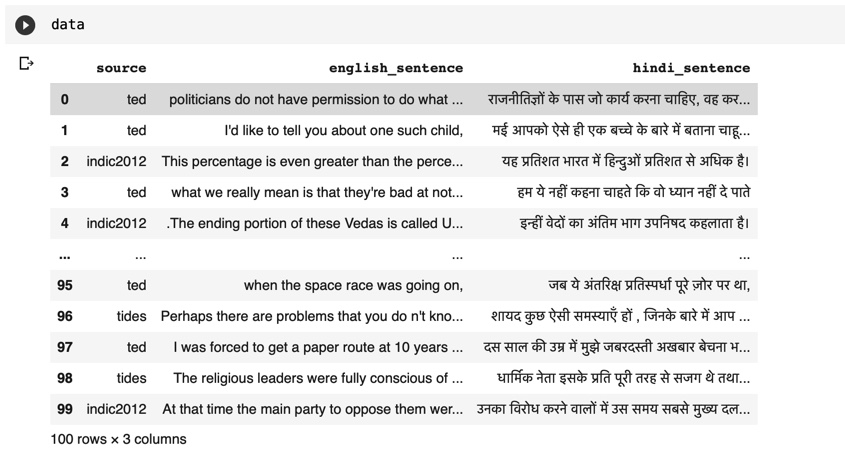 data
source english_sentence hindi_sentence
0 ted politicians do not have permission to do what ... राजनीतिज्ञों के पास जो कार्य करना चाहिए, वह कर...
1 ted I'd like to tell you about one such child, मई आपको ऐसे ही एक बच्चे के बारे में बताना चाहू...
2 indic2012 This percentage is even greater than the perce... यह प्रतिशत भारत में हिन्दुओं प्रतिशत से अधिक है।
3 ted what we really mean is that they're bad at not... हम ये नहीं कहना चाहते कि वो ध्यान नहीं दे पाते
4 indic2012 .The ending portion of these Vedas is called U... इन्हीं वेदों का अंतिम भाग उपनिषद कहलाता है।
... ... ... ...
95 ted when the space race was going on, जब ये अंतरिक्ष प्रतिस्पर्धा पूरे ज़ोर पर था,
96 tides Perhaps there are problems that you do n't kno... शायद कुछ ऐसी समस्याएँ हों , जिनके बारे में आप ...
97 ted I was forced to get a paper route at 10 years ... दस साल की उम्र में मुझे जबरदस्ती अखबार बेचना भ...
98 tides The religious leaders were fully conscious of ... धार्मिक नेता इसके प्रति पूरी तरह से सजग थे तथा...
99 indic2012 At that time the main party to oppose them wer... उनका विरोध करने वालों में उस समय सबसे मुख्य दल...
100 rows × 3 columns